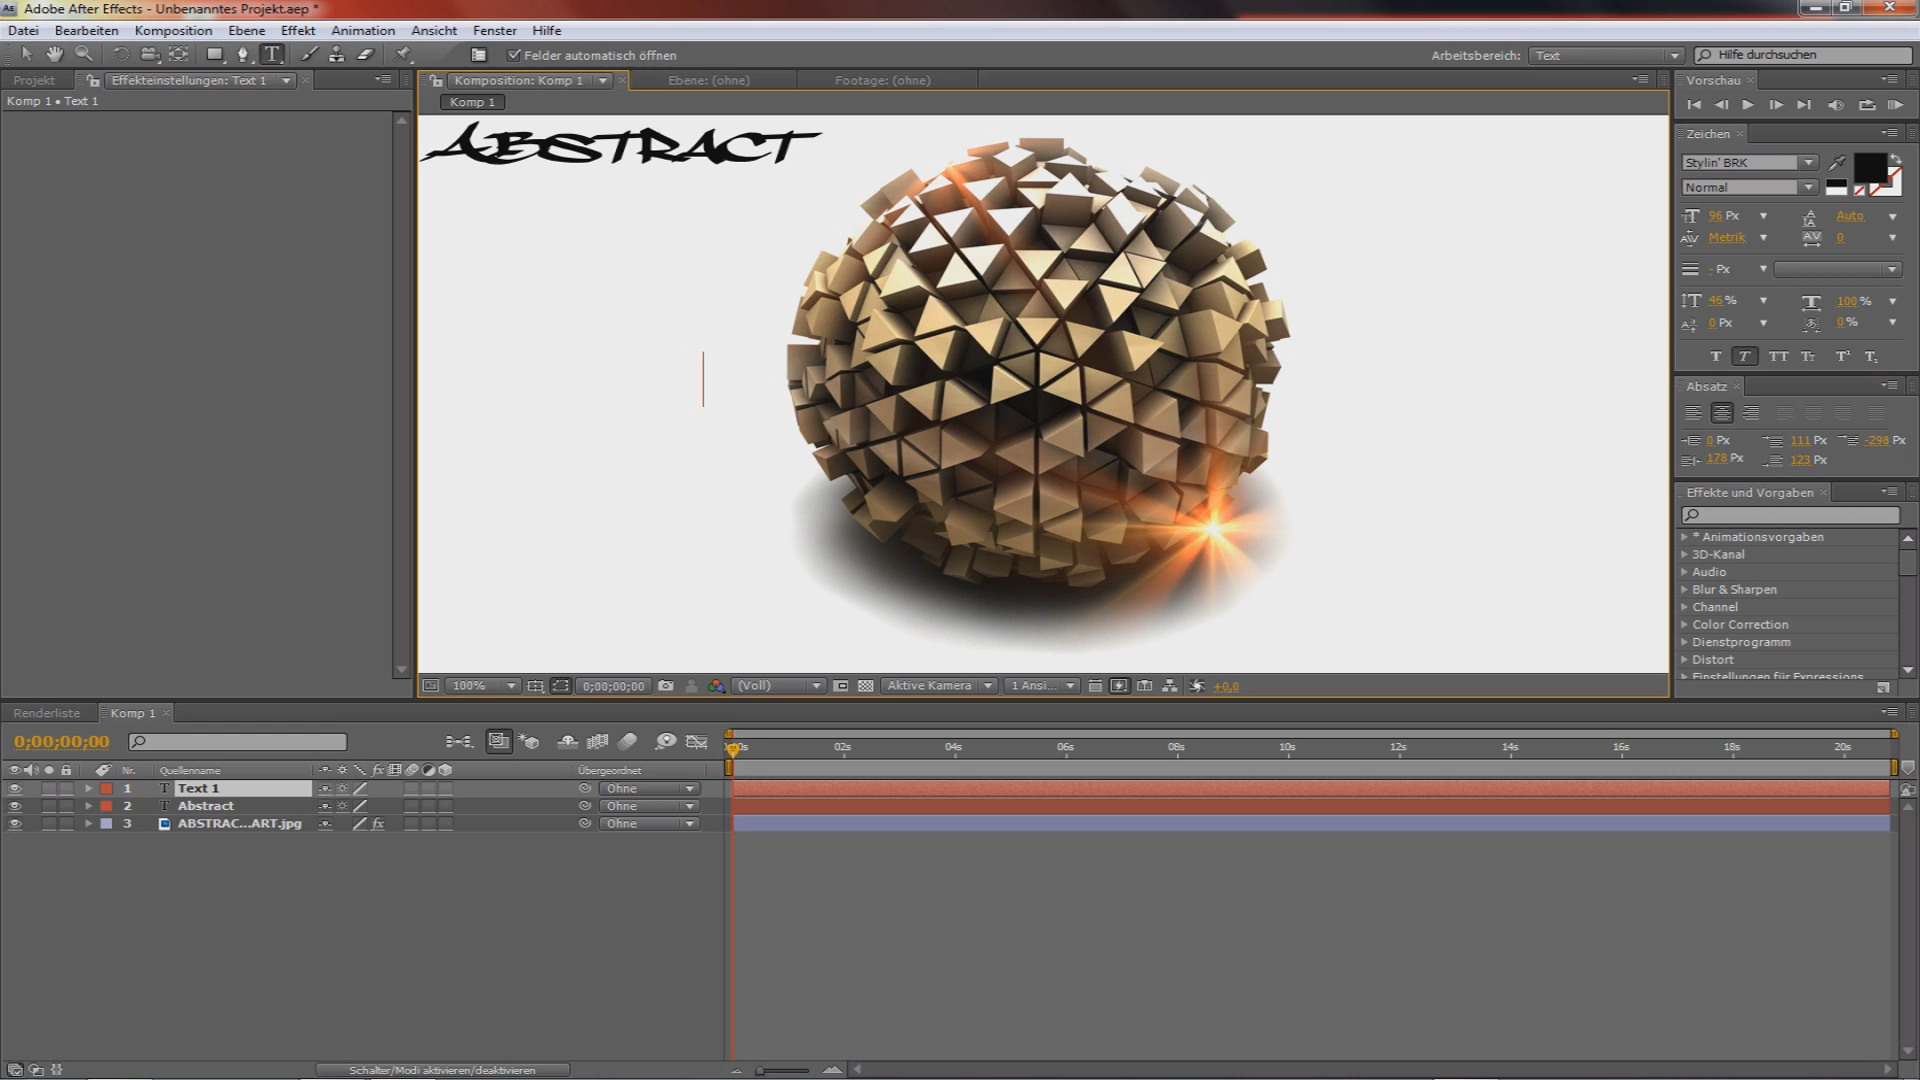 Adobe After Effects - Unbenanntes Projekt.aep *
Datei Bearbeiten Komposition Ebene Effekt Animation Ansicht Fenster Hilfe
Felder automatisch öffnen
Arbeitsbereich: Text
Hilfe durchsuchen
Projekt
Effekteinstellungen: Text 1
Komp 1 • Text 1
Komposition: Komp 1
Ebene: (ohne)
Footage: (ohne)
Komp 1
ABSTRACT
100%
0;00;00;00
(Voll)
Aktive Kamera
1 Ansi...
+0,0
Vorschau
Zeichen
Stylin' BRK
Normal
96 Px
Auto
Metrik
0
- Px
46 %
100 %
0 Px
0 %
Absatz
0 Px
111 Px
-298 Px
178 Px
123 Px
Effekte und Vorgaben
* Animationsvorgaben
3D-Kanal
Audio
Blur & Sharpen
Channel
Color Correction
Dienstprogramm
Distort
Einstellungen für Expressions
Renderliste
Komp 1
0;00;00;00
02s 04s 06s 08s 10s 12s 14s 16s 18s 20s
Nr. Quellenname
Übergeordnet
1 Text 1 Ohne
2 Abstract Ohne
3 ABSTRAC...ART.jpg Ohne
Schalter/Modi aktivieren/deaktivieren